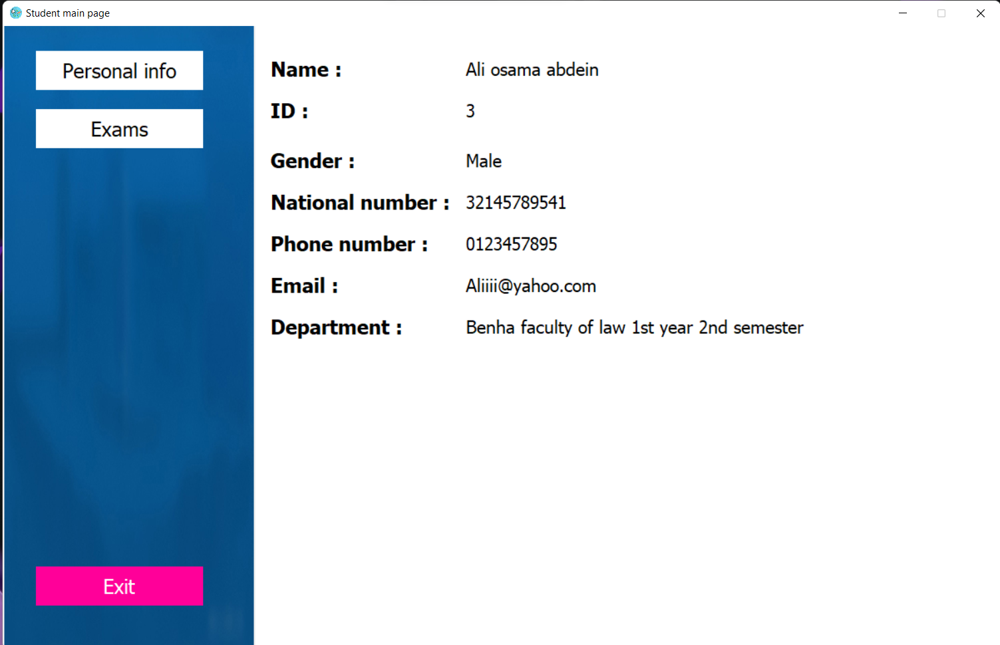 Student main page
Personal info
Exams
Exit
Name : Ali osama abdein
ID : 3
Gender : Male
National number : 32145789541
Phone number : 0123457895
Email : Aliiii@yahoo.com
Department : Benha faculty of law 1st year 2nd semester